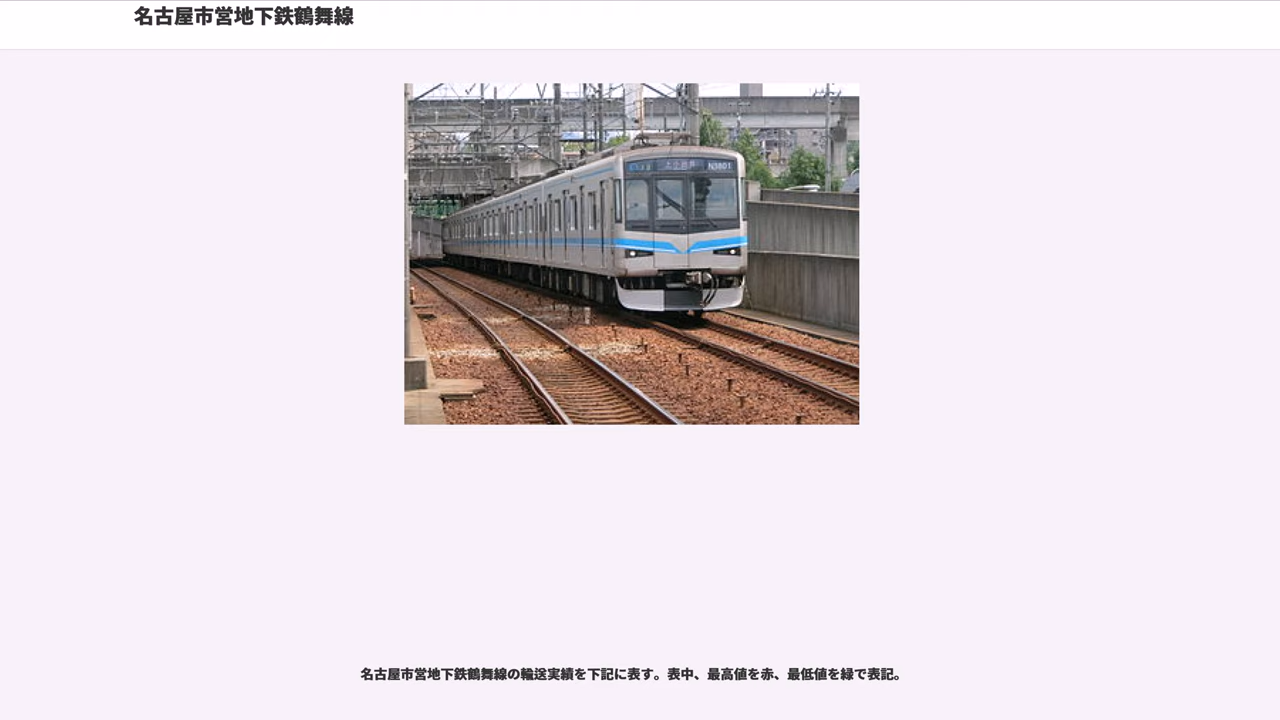 名古屋市営地下鉄鶴舞線
N3801
名古屋市営地下鉄鶴舞線の輸送実績を下記に表す。表中、最高値を赤、最低値を緑で表記。